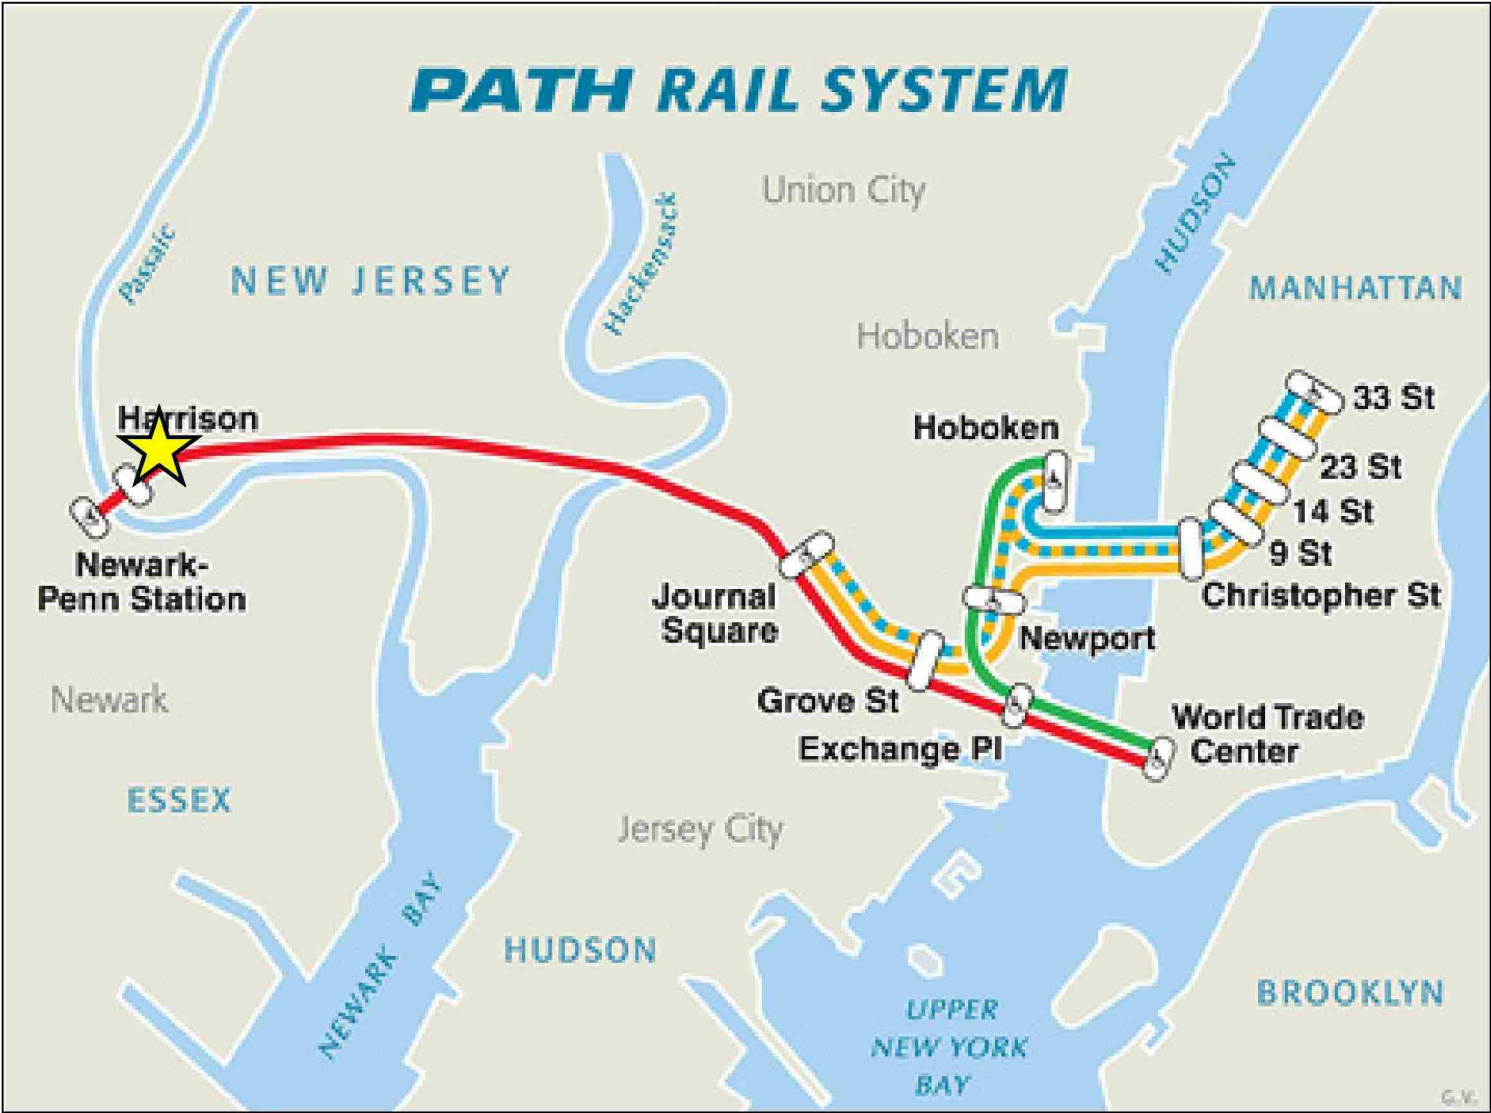 PATH RAIL SYSTEM
Union City
HUDSON
Passaic
NEW JERSEY
Hackensack
MANHATTAN
Hoboken
33 St
Harrison
Hoboken
23 St
14 St
9 St
Newark-
Penn Station
Journal
Square
Christopher St
Newport
Newark
Grove St
World Trade
Center
Exchange Pl
ESSEX
Jersey City
NEWARK BAY
HUDSON
BROOKLYN
UPPER
NEW YORK
BAY
G.V.